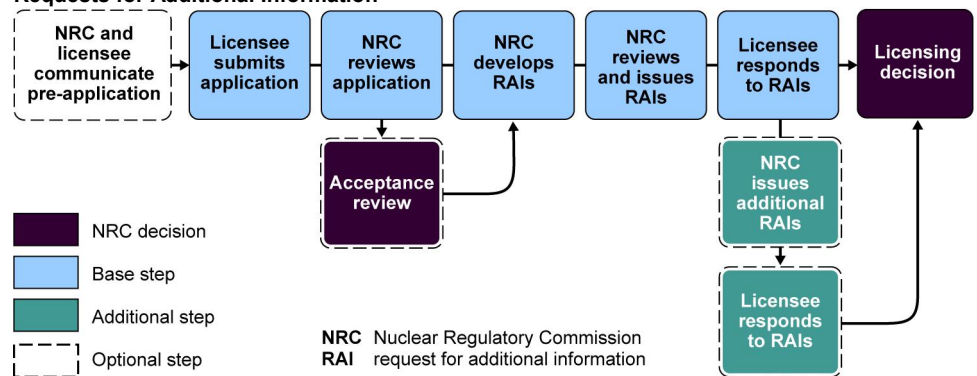 Requests for Additional Information
NRC and
licensee
communicate
pre-application
Licensee
submits
application
NRC
reviews
application
NRC
develops
RAIs
NRC
reviews
and issues
RAIs
Licensee
responds
to RAIs
Licensing
decision
Acceptance
review
NRC
issues
additional
RAIs
Licensee
responds
to RAIs
NRC decision
Base step
Additional step
Optional step
NRC Nuclear Regulatory Commission
RAI request for additional information